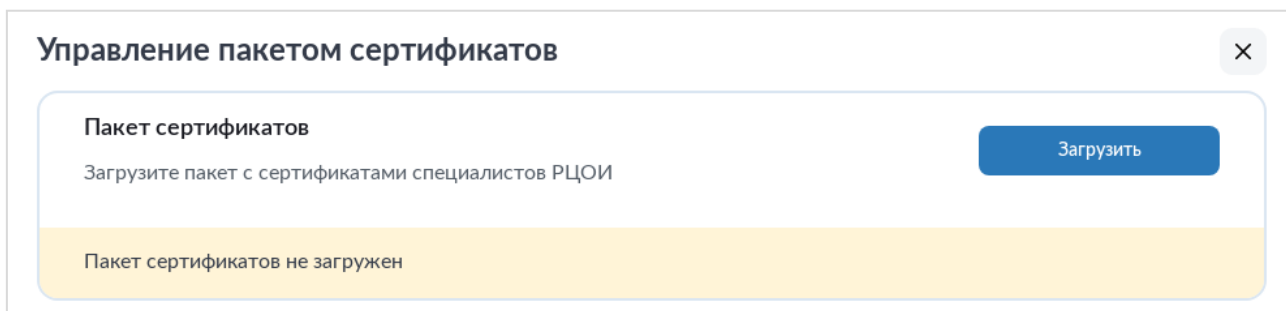 Управление пакетом сертификатов
Пакет сертификатов
Загрузить
Загрузите пакет с сертификатами специалистов РЦОИ
Пакет сертификатов не загружен